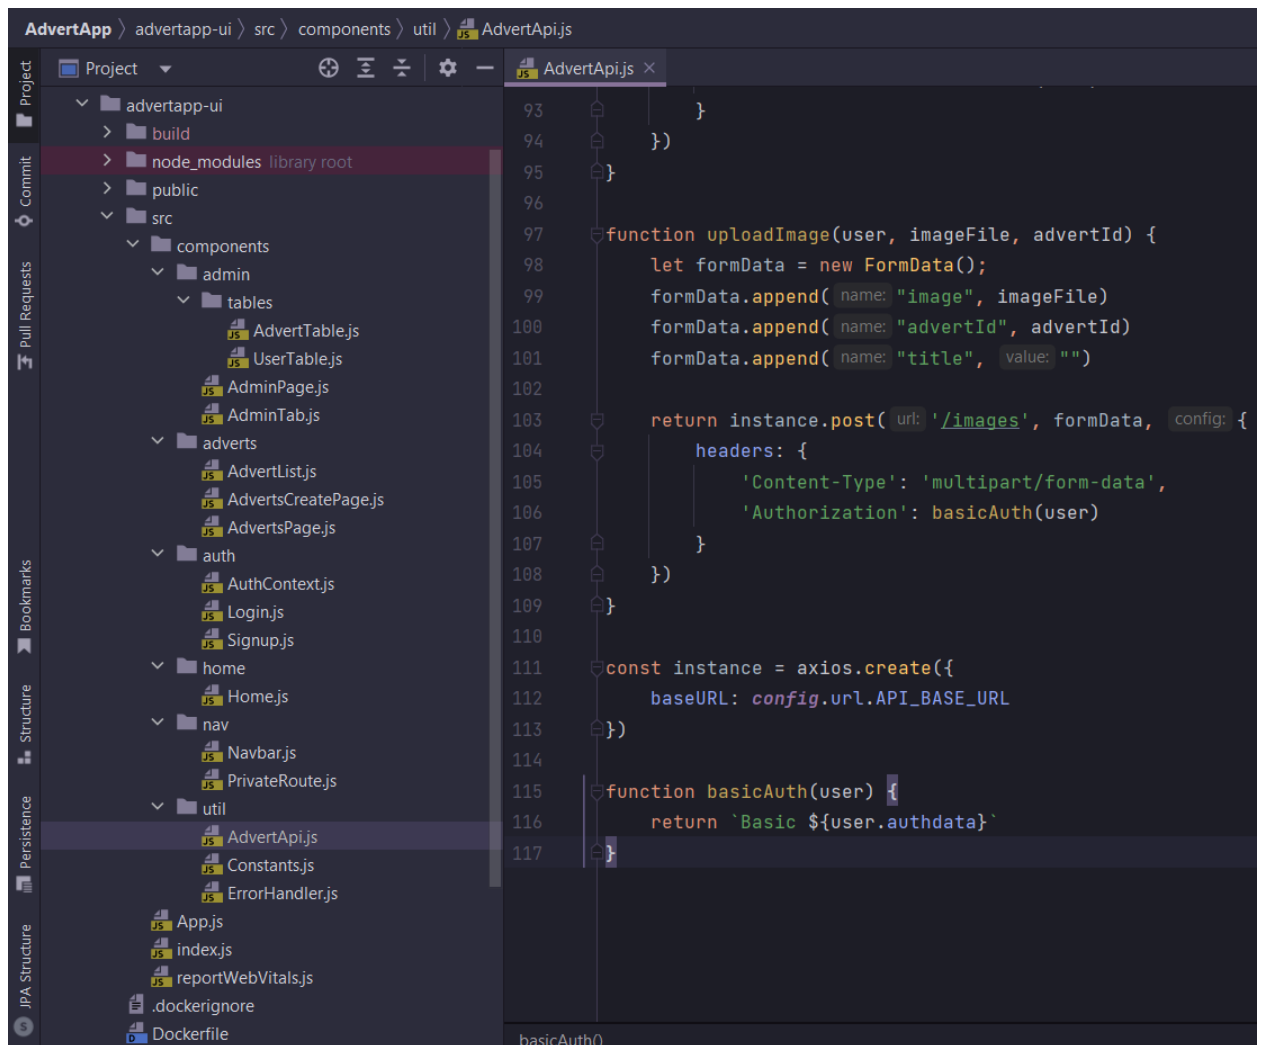 AdvertApp 〉 advertapp-ui 〉 src 〉 components 〉 util 〉 AdvertApi.js
Project
Commit
Pull Requests
Bookmarks
Structure
Persistence
JPA Structure
Project
advertapp-ui
build
node_modules library root
public
src
components
admin
tables
AdvertTable.js
UserTable.js
AdminPage.js
AdminTab.js
adverts
AdvertList.js
AdvertsCreatePage.js
AdvertsPage.js
auth
AuthContext.js
Login.js
Signup.js
home
Home.js
nav
Navbar.js
PrivateRoute.js
util
AdvertApi.js
Constants.js
ErrorHandler.js
App.js
index.js
reportWebVitals.js
.dockerignore
Dockerfile
AdvertApi.js
93 }
94 })
95 }
96
97 function uploadImage(user, imageFile, advertId) {
98 let formData = new FormData();
99 formData.append( name: "image", imageFile)
100 formData.append( name: "advertId", advertId)
101 formData.append( name: "title", value: "")
102
103 return instance.post( url: '/images', formData, config: {
104 headers: {
105 'Content-Type': 'multipart/form-data',
106 'Authorization': basicAuth(user)
107 }
108 })
109 }
110
111 const instance = axios.create({
112 baseURL: config.url.API_BASE_URL
113 })
114
115 function basicAuth(user) {
116 return `Basic ${user.authdata}`
117 }
basicAuth()